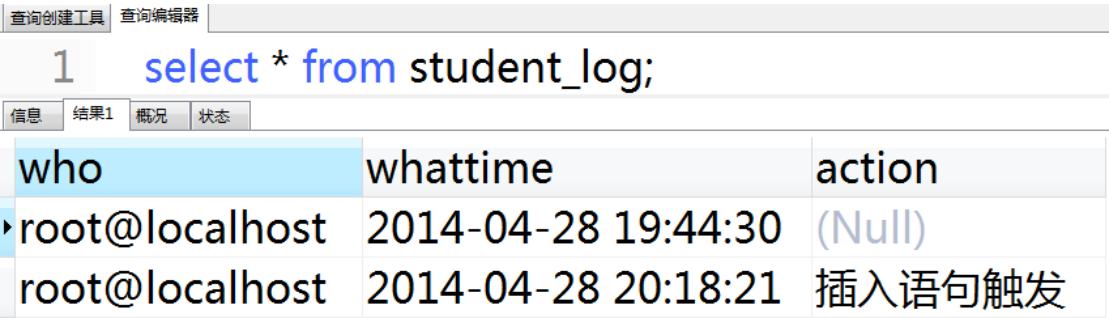 查询创建工具 查询编辑器
1 select * from student_log;
信息 结果1 概况 状态
who whattime action
root@localhost 2014-04-28 19:44:30 (Null)
root@localhost 2014-04-28 20:18:21 插入语句触发